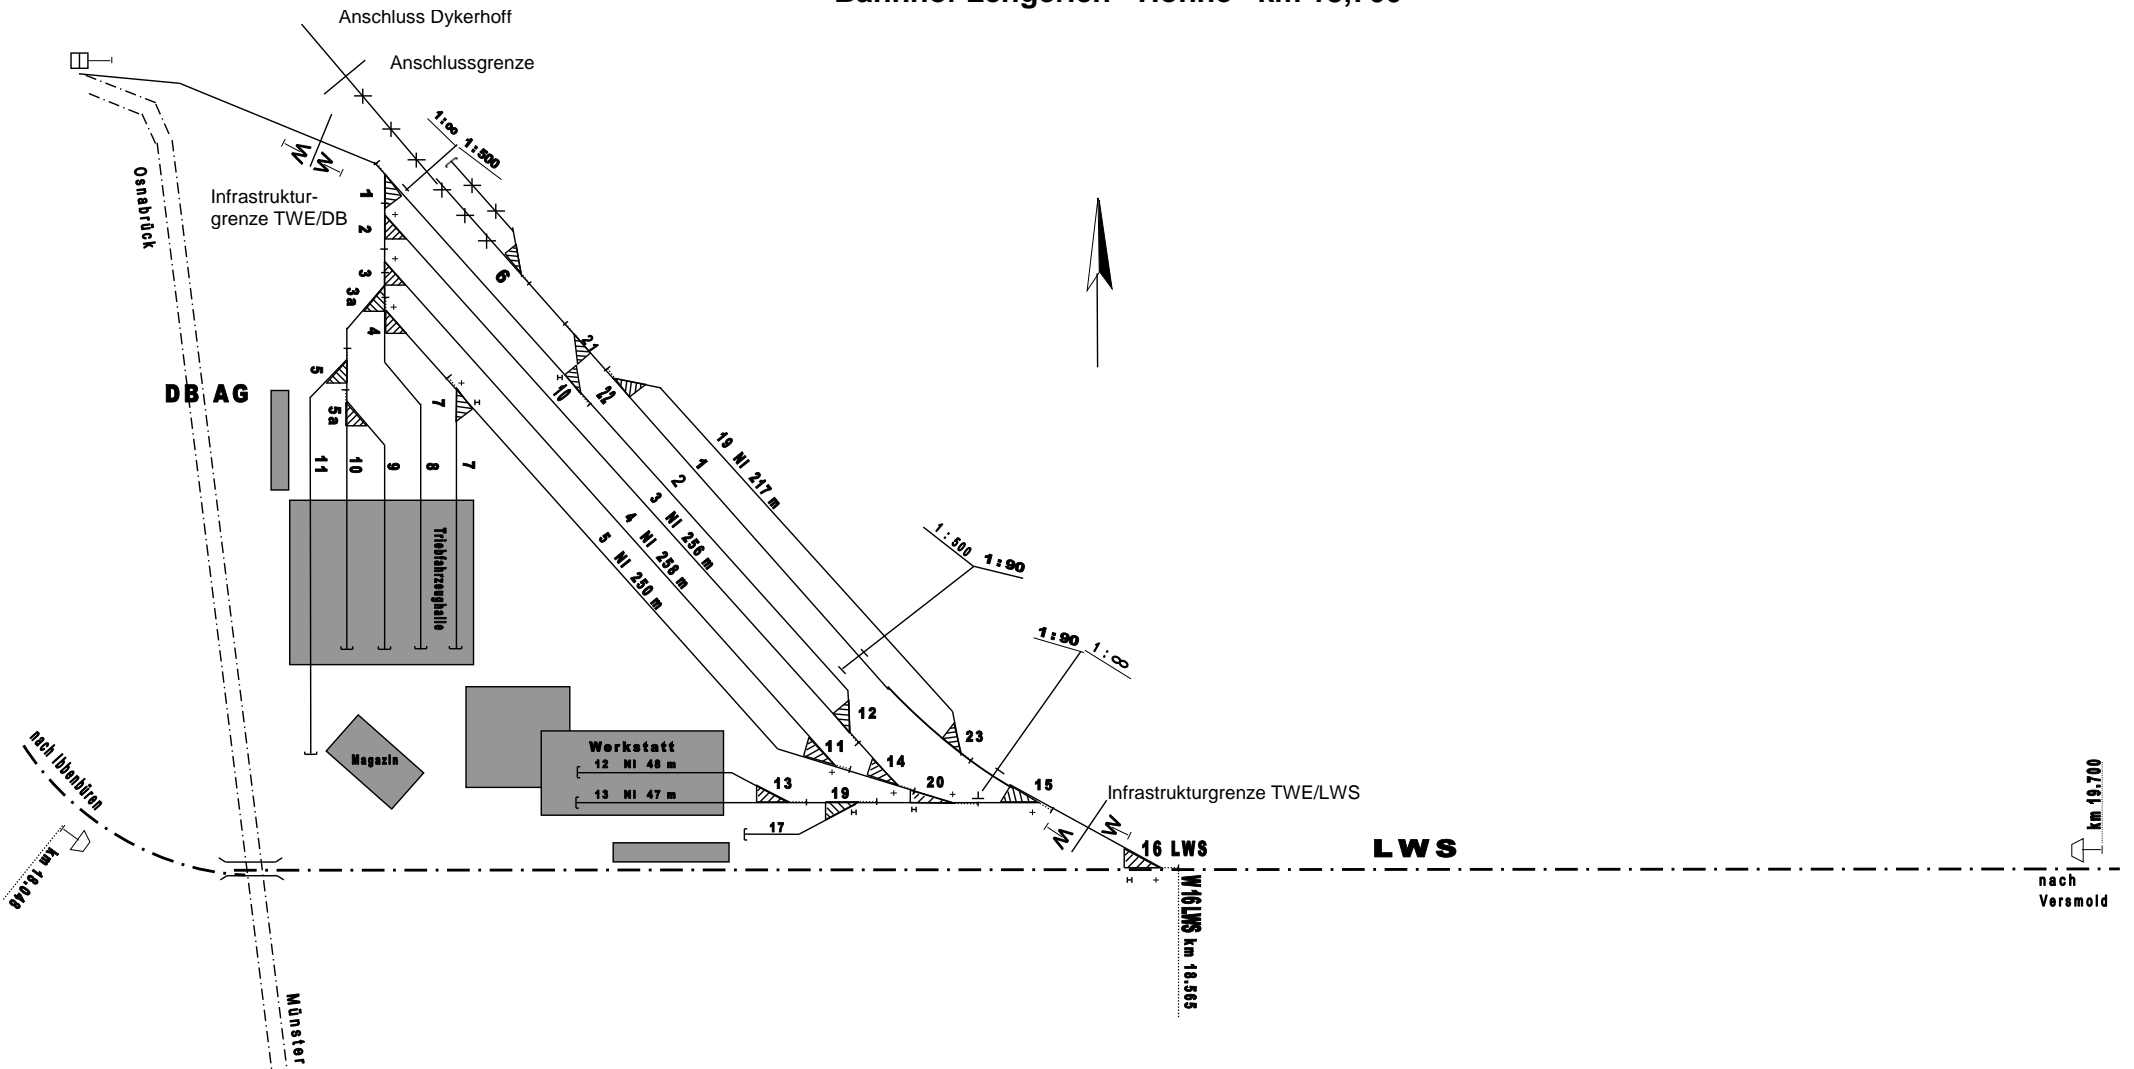 Anschluss Dykerhoff
Anschlussgrenze
1:∞
1:500
Osnabrück
W
W
Infrastruktur-
grenze TWE/DB
1
2
3
3a
4
5
5a
6
21
10
22
7
DB AG
11
10
9
8
7
Triebfahrzeughalle
1
2
3 Nl 256 m
4 Nl 258 m
5 Nl 250 m
19 Nl 217 m
1:500
1:90
1:90
1:∞
12
11
14
23
13
19
20
15
17
Werkstatt
12 Nl 48 m
13 Nl 47 m
Magazin
nach Ibbenbüren
km 18.048
Infrastrukturgrenze TWE/LWS
W
W
16 LWS
LWS
W 16 LWS km 18.565
km 19.700
nach
Versmold
Münster